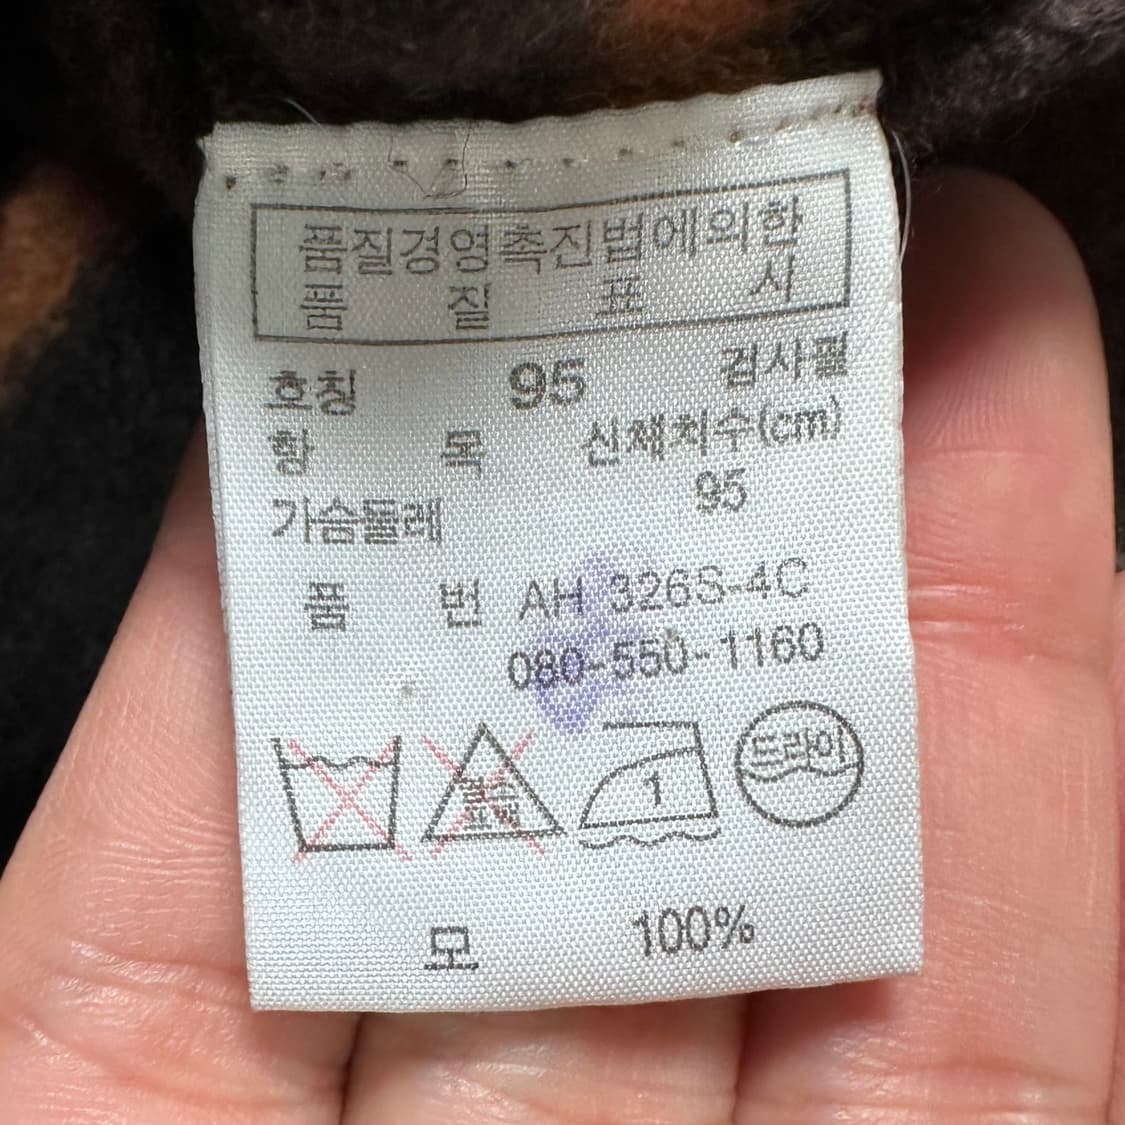 품질경영촉진법에의한
품 질 표 시
호칭 95 검사필
항 목 신체치수(cm)
가슴둘레 95
품 번 AH 326S-4C
080-550-1160
1 드라이
모 100%